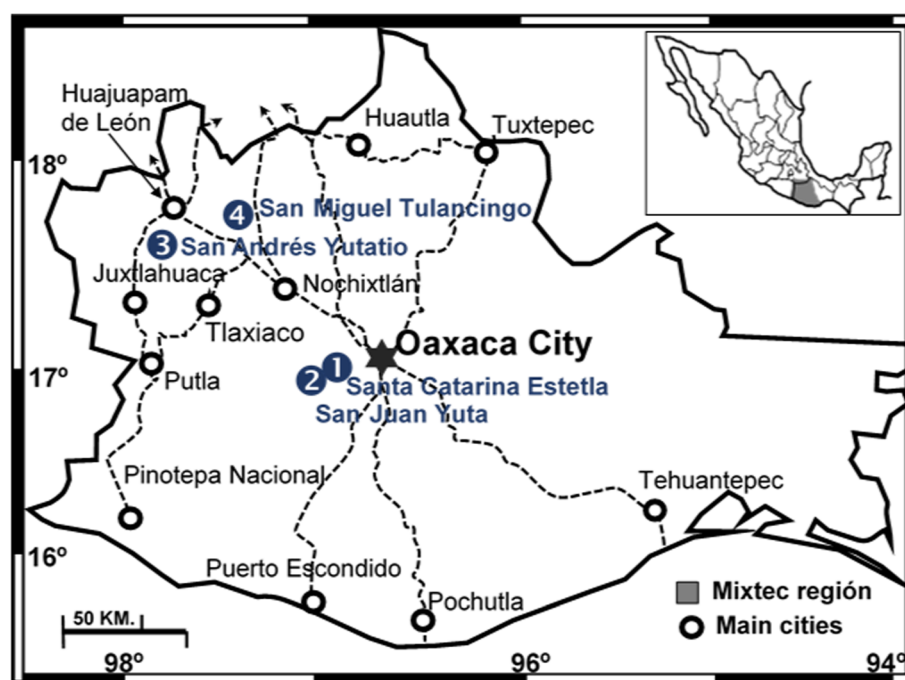 Huajuapam
de León
Huautla
Tuxtepec
18º
4 San Miguel Tulancingo
3 San Andrés Yutatio
Juxtlahuaca
Nochixtlán
Tlaxiaco
Oaxaca City
17º
Putla
1
2
Santa Gatarina Estetla
San Juan Yuta
Pinotepa Nacional
Tehuantepec
16º
Puerto Escondido
Pochutla
Mixtec región
Main cities
50 KM.
98º
96º
94º